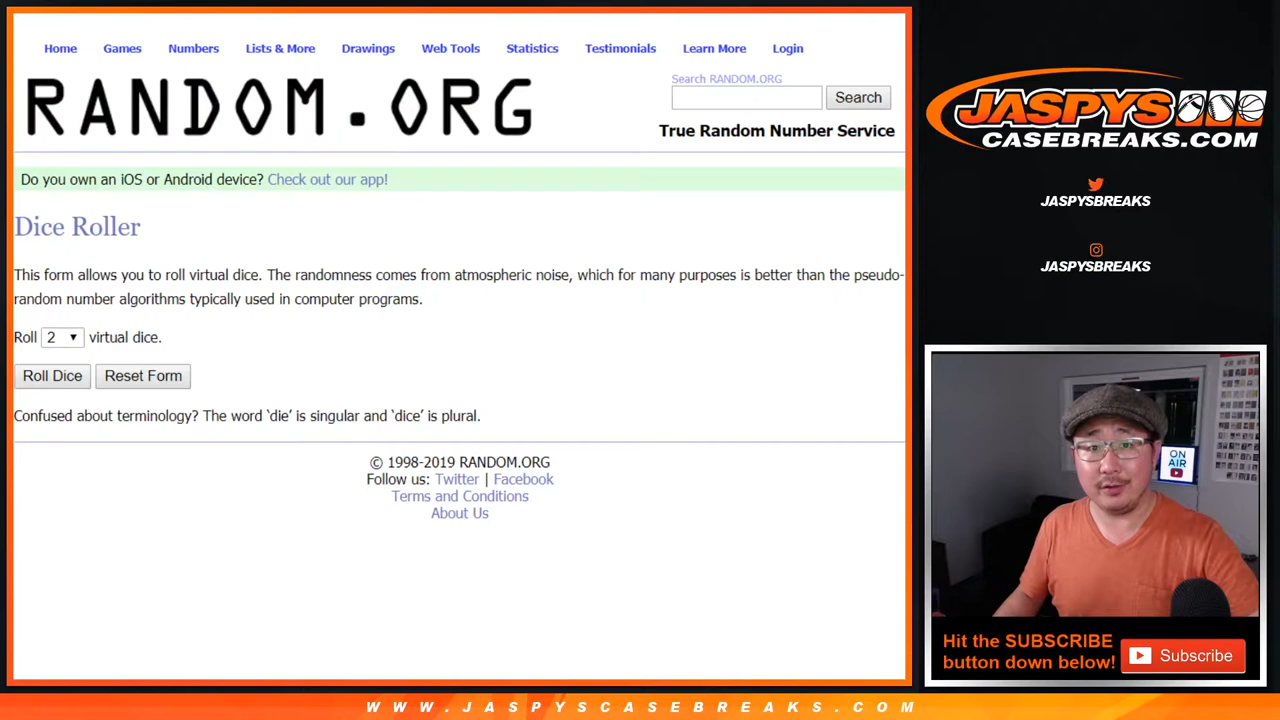 Home Games Numbers Lists & More Drawings Web Tools Statistics Testimonials Learn More Login
RANDOM.ORG
Search RANDOM.ORG
Search
True Random Number Service
Do you own an iOS or Android device? Check out our app!
Dice Roller
This form allows you to roll virtual dice. The randomness comes from atmospheric noise, which for many purposes is better than the pseudo-
random number algorithms typically used in computer programs.
Roll 2 virtual dice.
Roll Dice Reset Form
Confused about terminology? The word ‘die’ is singular and ‘dice’ is plural.
© 1998-2019 RANDOM.ORG
Follow us: Twitter | Facebook
Terms and Conditions
About Us
JASPYS
CASEBREAKS.COM
JASPYSBREAKS
JASPYSBREAKS
ON
AIR
Hit the SUBSCRIBE
button down below!
Subscribe
WWW.JASPYSCASEBREAKS.COM